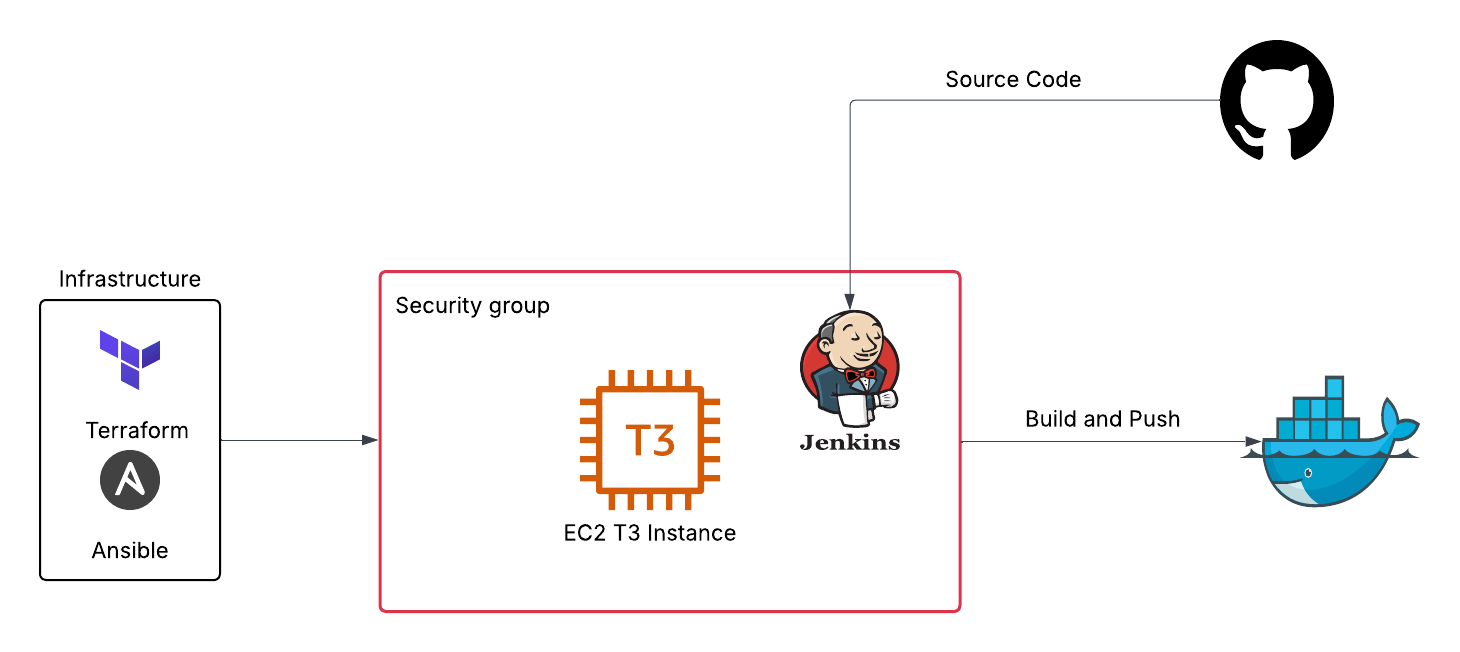 Source Code
Infrastructure
Security group
Terraform
T3
Jenkins
Build and Push
EC2 T3 Instance
Ansible